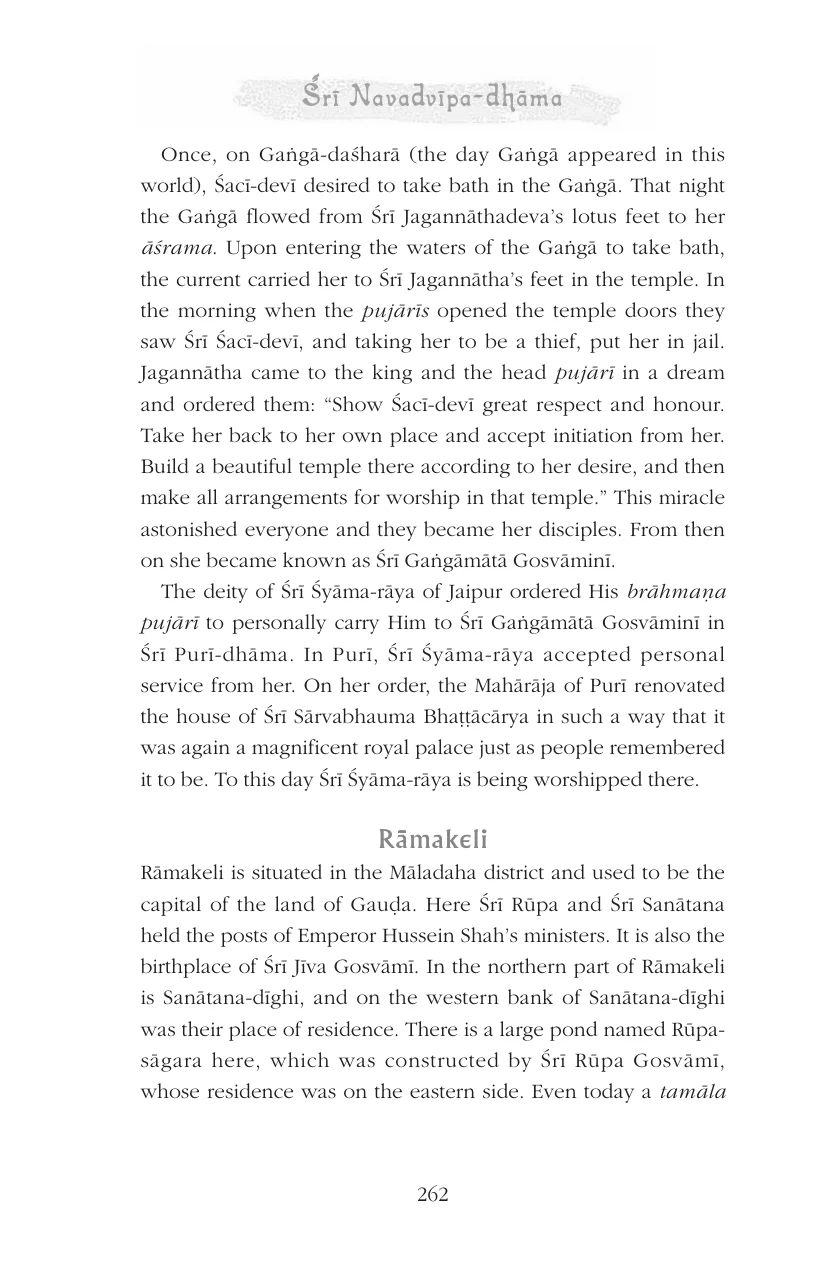 Śrī Navadvīpa-dhāma
Once, on Gaṅgā-daśharā (the day Gaṅgā appeared in this
world), Śacī-devī desired to take bath in the Gaṅgā. That night
the Gaṅgā flowed from Śrī Jagannāthadeva’s lotus feet to her
āśrama. Upon entering the waters of the Gaṅgā to take bath,
the current carried her to Śrī Jagannātha’s feet in the temple. In
the morning when the pujārīs opened the temple doors they
saw Śrī Śacī-devī, and taking her to be a thief, put her in jail.
Jagannātha came to the king and the head pujārī in a dream
and ordered them: “Show Śacī-devī great respect and honour.
Take her back to her own place and accept initiation from her.
Build a beautiful temple there according to her desire, and then
make all arrangements for worship in that temple.” This miracle
astonished everyone and they became her disciples. From then
on she became known as Śrī Gaṅgāmātā Gosvāminī.
The deity of Śrī Śyāma-rāya of Jaipur ordered His brāhmaṇa
pujārī to personally carry Him to Śrī Gaṅgāmātā Gosvāminī in
Śrī Purī-dhāma. In Purī, Śrī Śyāma-rāya accepted personal
service from her. On her order, the Mahārāja of Purī renovated
the house of Śrī Sārvabhauma Bhaṭṭācārya in such a way that it
was again a magnificent royal palace just as people remembered
it to be. To this day Śrī Śyāma-rāya is being worshipped there.
Rāmakeli
Rāmakeli is situated in the Māladaha district and used to be the
capital of the land of Gauḍa. Here Śrī Rūpa and Śrī Sanātana
held the posts of Emperor Hussein Shah’s ministers. It is also the
birthplace of Śrī Jīva Gosvāmī. In the northern part of Rāmakeli
is Sanātana-dīghi, and on the western bank of Sanātana-dīghi
was their place of residence. There is a large pond named Rūpa-
sāgara here, which was constructed by Śrī Rūpa Gosvāmī,
whose residence was on the eastern side. Even today a tamāla
262